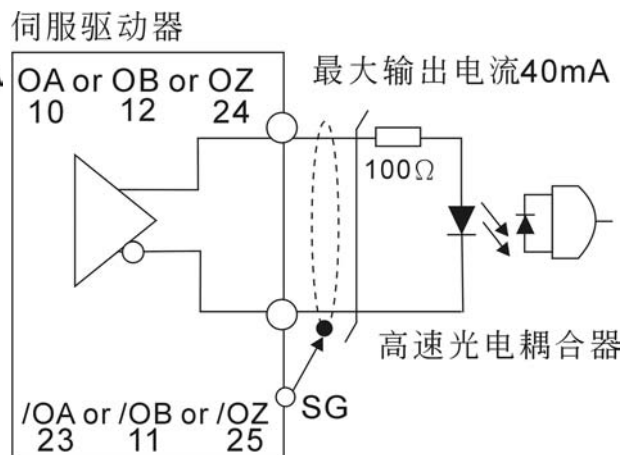 伺服驱动器
OA or OB or OZ
10 12 24
最大输出电流40mA
100Ω
高速光电耦合器
SG
/OA or /OB or /OZ
23 11 25